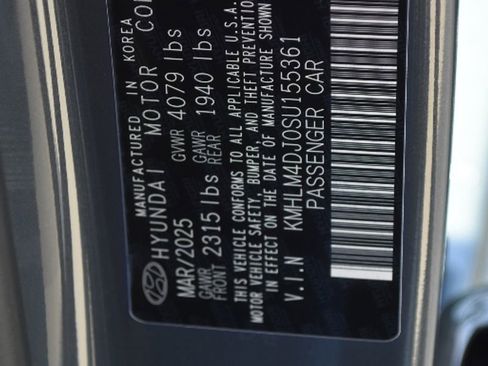 MANUFACTURED IN KOREA
HYUNDAI MOTOR CO
MAR/2025 GVWR 4079 lbs
GAWR FRONT 2315 lbs GAWR REAR 1940 lbs
THIS VEHICLE CONFORMS TO ALL APPLICABLE U.S.A.
MOTOR VEHICLE SAFETY, BUMPER, AND THEFT PREVENTIO
IN EFFECT ON THE DATE OF MANUFACTURE SHOWN
V.I.N KMHLM4DJ0SU155361
PASSENGER CAR